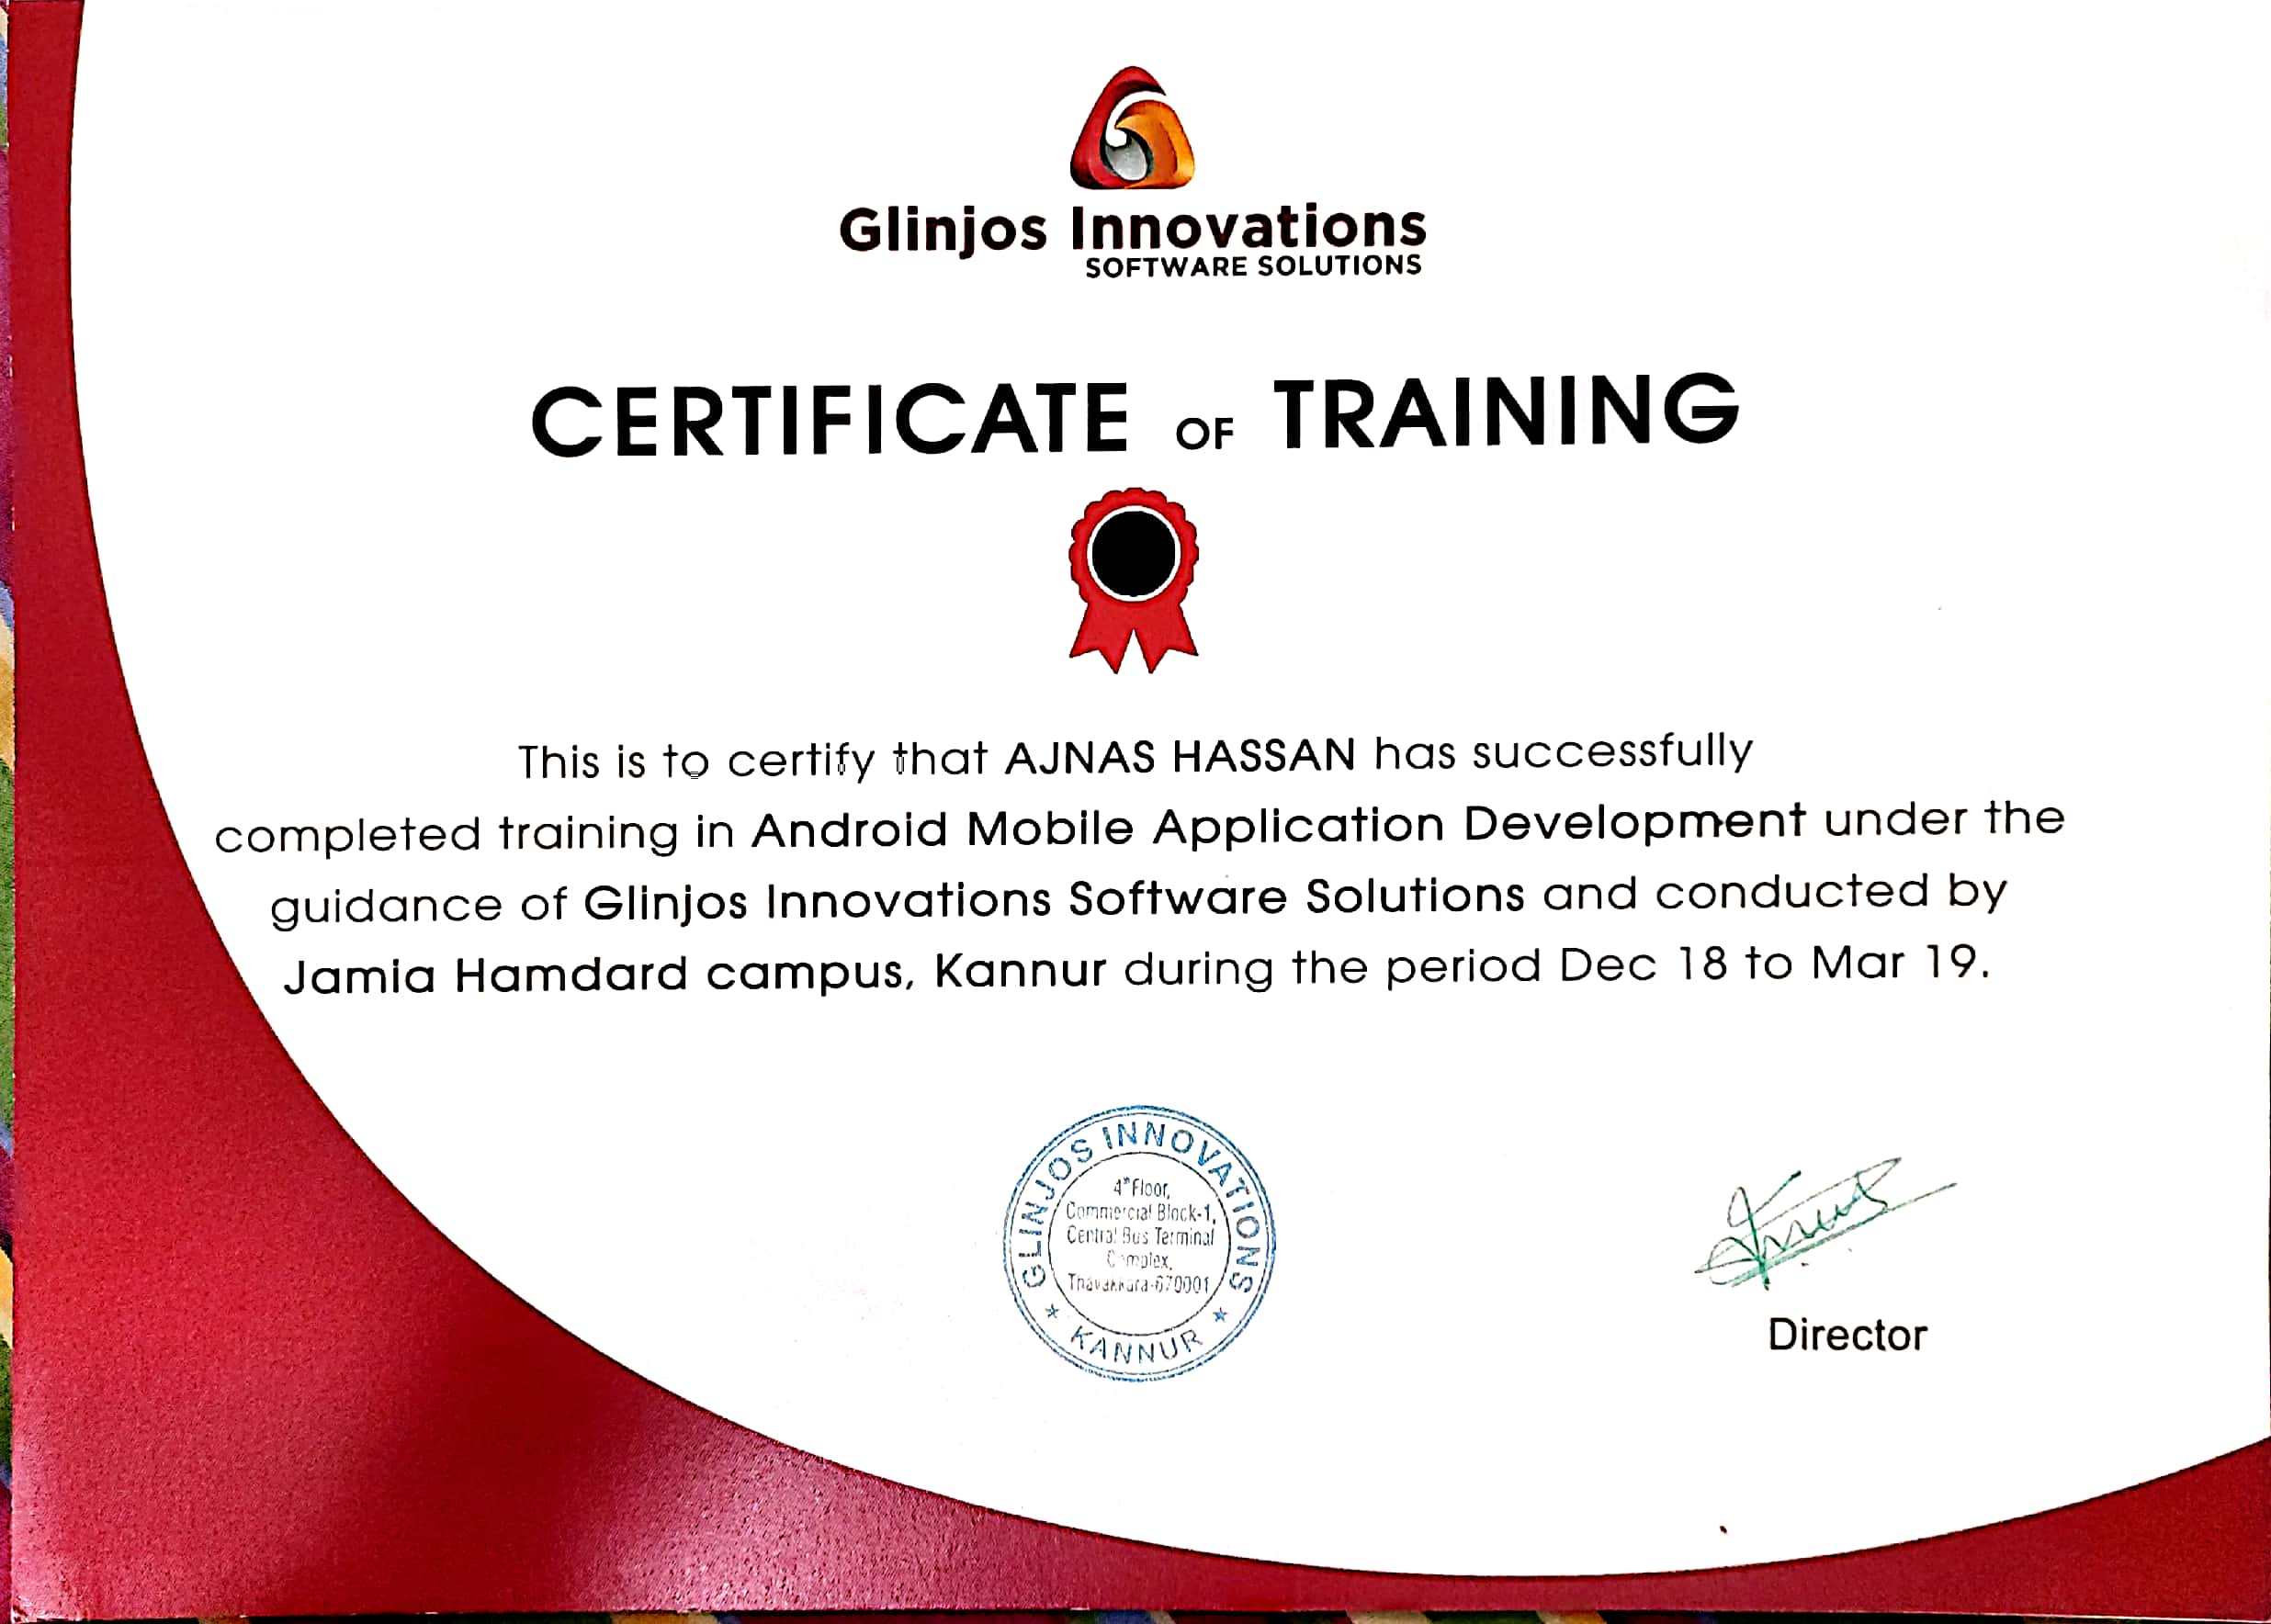 Glinjos Innovations
SOFTWARE SOLUTIONS
CERTIFICATE OF TRAINING
This is to certify that AJNAS HASSAN has successfully
completed training in Android Mobile Application Development under the
guidance of Glinjos Innovations Software Solutions and conducted by
Jamia Hamdard campus, Kannur during the period Dec 18 to Mar 19.
GLINJOS INNOVATIONS
4th Floor,
Commercial Block-1,
Central Bus Terminal
Complex,
Thavakkara-670001
★ KANNUR ★
Director